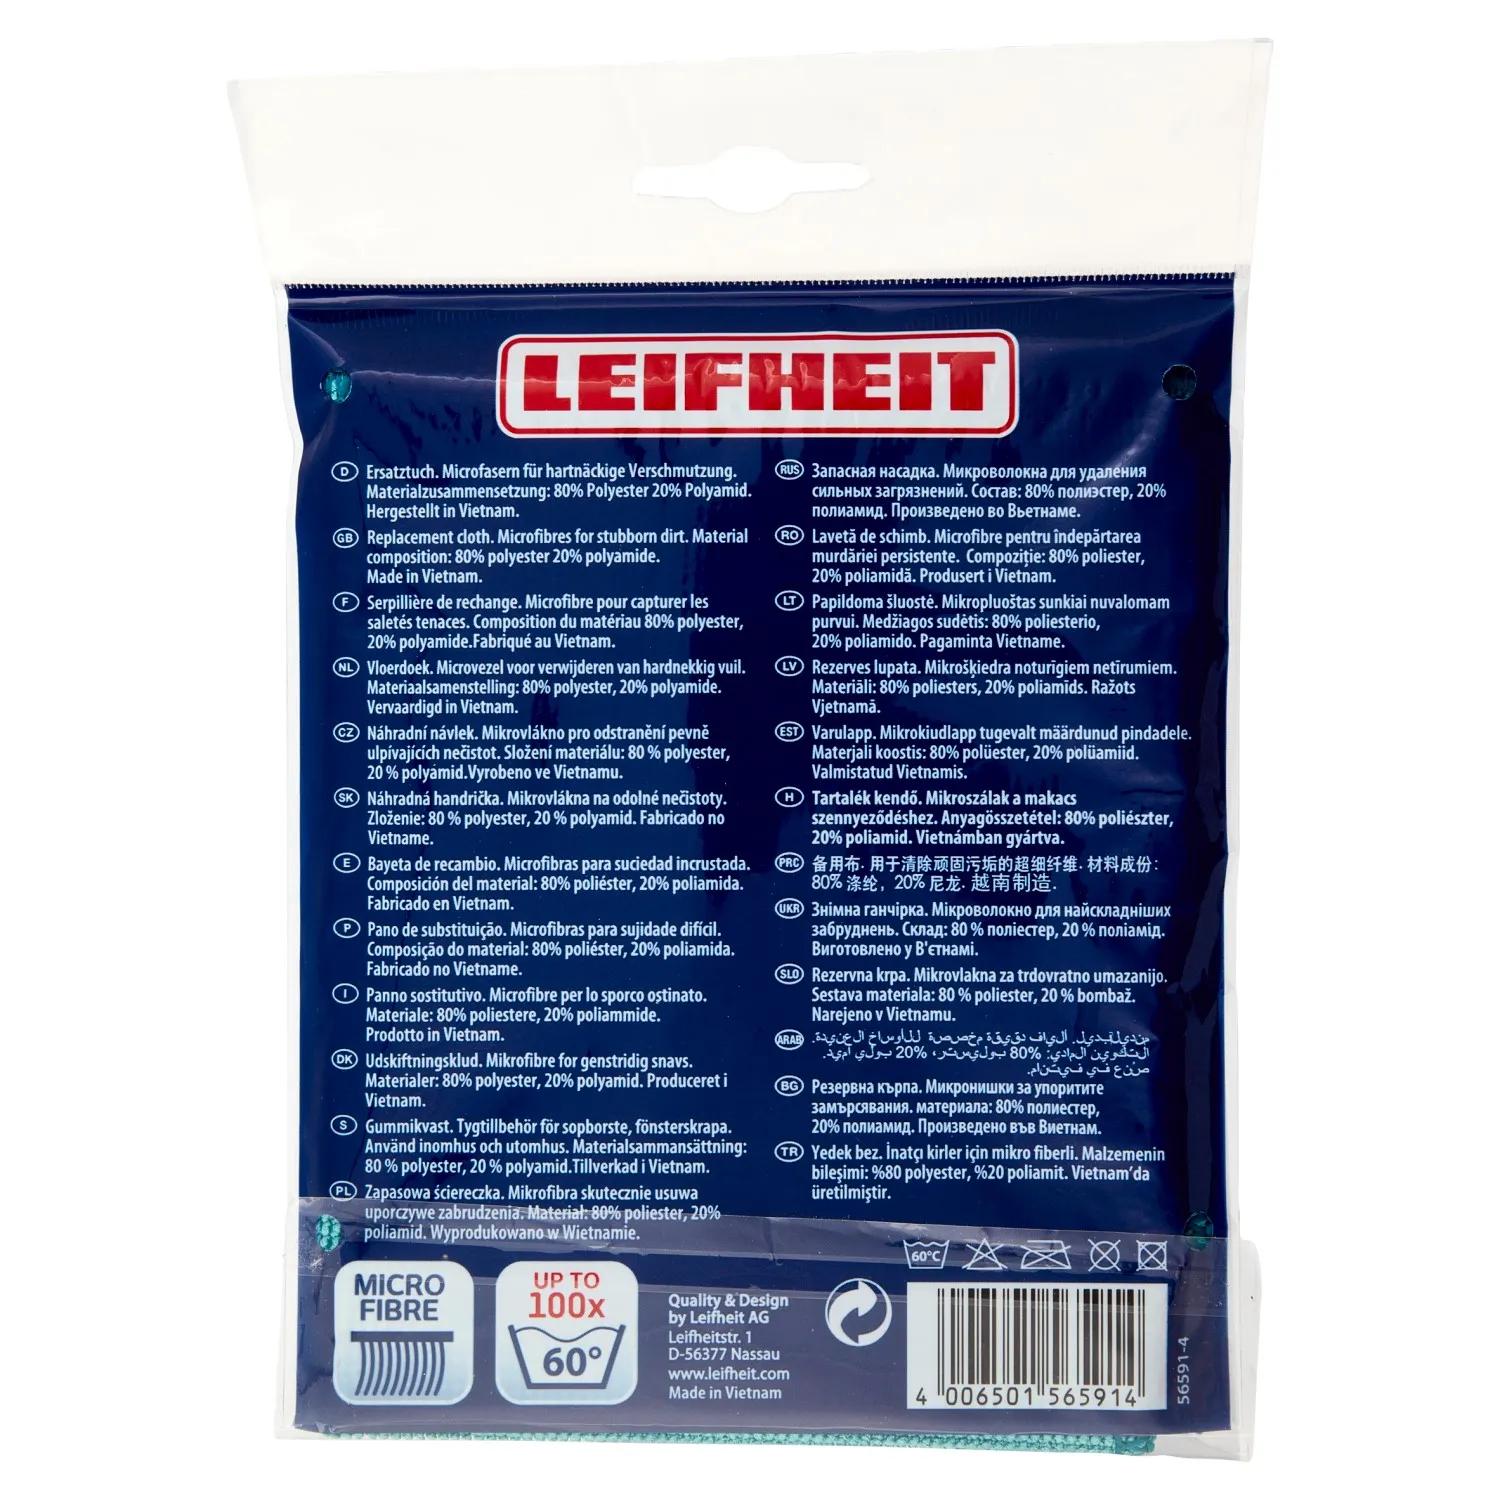 LEIFHEIT
D Ersatztuch. Microfasern für hartnäckige Verschmutzung.
Materialzusammensetzung: 80% Polyester 20% Polyamid.
Hergestellt in Vietnam.
GB Replacement cloth. Microfibres for stubborn dirt. Material
composition: 80% polyester 20% polyamide.
Made in Vietnam.
F Serpillière de rechange. Microfibre pour capturer les
saletés tenaces. Composition du matériau 80% polyester,
20% polyamide.Fabriqué au Vietnam.
NL Vloerdoek. Microvezel voor verwijderen van hardnekkig vuil.
Materiaalsamenstelling: 80% polyester, 20% polyamide.
Vervaardigd in Vietnam.
CZ Náhradní návlek. Mikrovlákno pro odstranění pevně
ulpívajících nečistot. Složení materiálu: 80 % polyester,
20 % polyamid.Vyrobeno ve Vietnamu.
SK Náhradná handrička. Mikrovlákna na odolné nečistoty.
Zloženie: 80 % polyester, 20 % polyamid. Fabricado no
Vietname.
E Bayeta de recambio. Microfibras para suciedad incrustada.
Composición del material: 80% poliéster, 20% poliamida.
Fabricado en Vietnam.
P Pano de substituição. Microfibras para sujidade difícil.
Composição do material: 80% poliéster, 20% poliamida.
Fabricado no Vietname.
I Panno sostitutivo. Microfibre per lo sporco ostinato.
Materiale: 80% poliestere, 20% poliammide.
Prodotto in Vietnam.
DK Udskiftningsklud. Mikrofibre for genstridig snavs.
Materialer: 80% polyester, 20% polyamid. Produceret i
Vietnam.
S Gummikvast. Tygtillbehör för sopborste, fönsterskrapa.
Använd inomhus och utomhus. Materialsammansättning:
80 % polyester, 20 % polyamid.Tillverkad i Vietnam.
PL Zapasowa ściereczka. Mikrofibra skutecznie usuwa
uporczywe zabrudzenia. Materiał: 80% poliester, 20%
poliamid. Wyprodukowano w Wietnamie.
RUS Запасная насадка. Микроволокна для удаления
сильных загрязнений. Состав: 80% полиэстер, 20%
полиамид. Произведено во Вьетнаме.
RO Lavetă de schimb. Microfibre pentru îndepărtarea
murdăriei persistente. Compoziție: 80% poliester,
20% poliamidă. Produsert i Vietnam.
LT Papildoma šluostė. Mikropluoštas sunkiai nuvalomam
purvui. Medžiagos sudėtis: 80% poliesterio,
20% poliamido. Pagaminta Vietname.
LV Rezerves lupata. Mikrošķiedra noturīgiem netīrumiem.
Materiāli: 80% poliesters, 20% poliamīds. Ražots
Vjetnamā.
EST Varulapp. Mikrokiudlapp tugevalt määrdunud pindadele.
Materjali koostis: 80% polüester, 20% polüamiid.
Valmistatud Vietnamis.
H Tartalék kendő. Mikroszálak a makacs
szennyeződéshez. Anyagösszetétel: 80% poliészter,
20% poliamid. Vietnámban gyártva.
PRC 备用布. 用于清除顽固污垢的超细纤维. 材料成份:
80% 涤纶, 20% 尼龙. 越南制造.
UKR Знімна ганчірка. Мікроволокно для найскладніших
забруднень. Склад: 80 % поліестер, 20 % поліамід.
Виготовлено у В'єтнамі.
SLO Rezervna krpa. Mikrovlakna za trdovratno umazanijo.
Sestava materiala: 80 % poliester, 20 % bombaž.
Narejeno v Vietnamu.
ARAB منديل تبديل. ألياف دقيقة مخصصة للأوساخ العنيدة.
التكوين المادي: 80% بوليستر، 20% بولي أميد.
صنع في فيتنام.
BG Резервна кърпа. Микронишки за упоритите
замърсявания. материала: 80% полиестер,
20% полиамид. Произведено във Виетнам.
TR Yedek bez. İnatçı kirler için mikro fiberli. Malzemenin
bileşimi: %80 polyester, %20 poliamit. Vietnam'da
üretilmiştir.
60°C
MICRO
FIBRE
UP TO
100x
60°
Quality & Design
by Leifheit AG
Leifheitstr. 1
D-56377 Nassau
www.leifheit.com
Made in Vietnam
4 006501 565914
56591-4